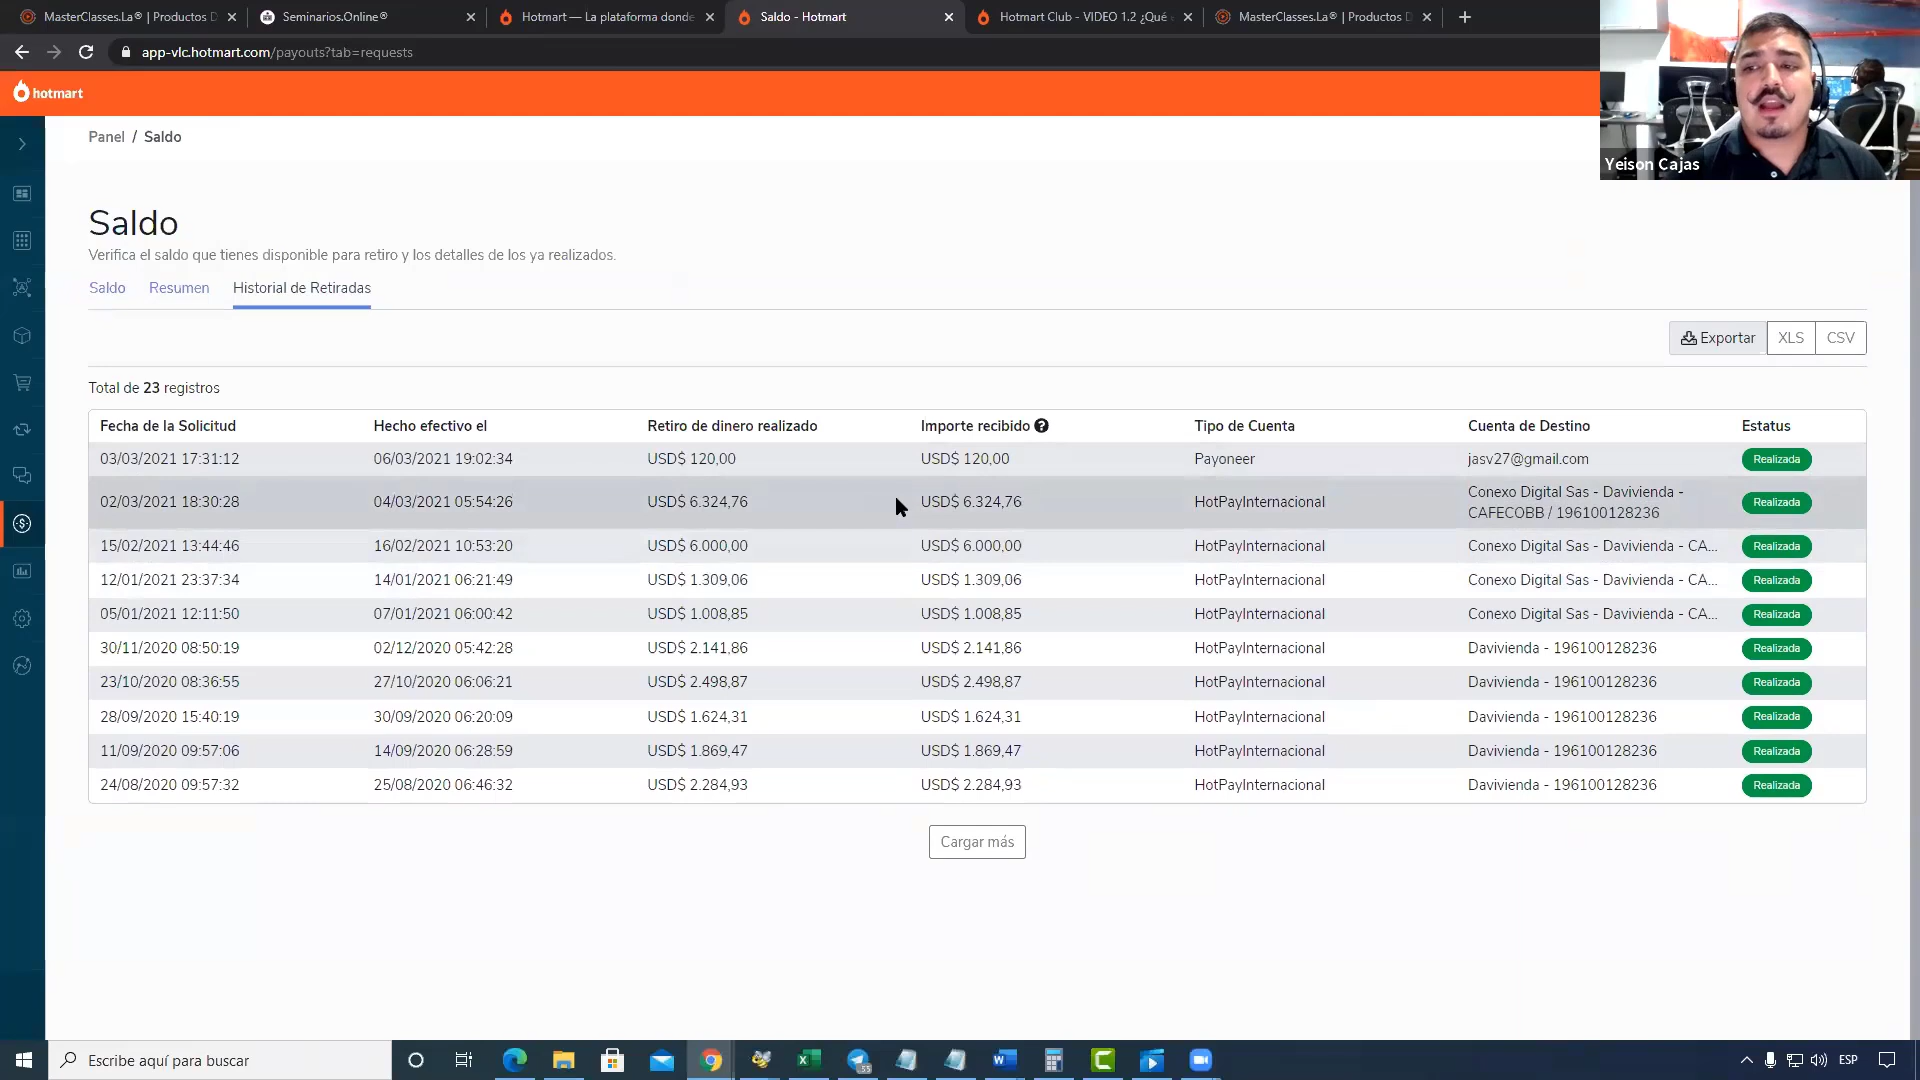 MasterClasses.La® | Productos D
Seminarios.Online®
Hotmart — La plataforma donde
Saldo - Hotmart
Hotmart Club - VIDEO 1.2 ¿Qué
MasterClasses.La® | Productos D
app-vlc.hotmart.com/payouts?tab=requests
hotmart
Yeison Cajas
Panel / Saldo
Saldo
Verifica el saldo que tienes disponible para retiro y los detalles de los ya realizados.
Saldo Resumen Historial de Retiradas
Exportar XLS CSV
Total de 23 registros
Fecha de la Solicitud Hecho efectivo el Retiro de dinero realizado Importe recibido ? Tipo de Cuenta Cuenta de Destino Estatus
03/03/2021 17:31:12 06/03/2021 19:02:34 USD$ 120,00 USD$ 120,00 Payoneer jasv27@gmail.com Realizada
02/03/2021 18:30:28 04/03/2021 05:54:26 USD$ 6.324,76 USD$ 6.324,76 HotPayInternacional Conexo Digital Sas - Davivienda - Realizada
CAFECOBB / 196100128236
15/02/2021 13:44:46 16/02/2021 10:53:20 USD$ 6.000,00 USD$ 6.000,00 HotPayInternacional Conexo Digital Sas - Davivienda - CA... Realizada
12/01/2021 23:37:34 14/01/2021 06:21:49 USD$ 1.309,06 USD$ 1.309,06 HotPayInternacional Conexo Digital Sas - Davivienda - CA... Realizada
05/01/2021 12:11:50 07/01/2021 06:00:42 USD$ 1.008,85 USD$ 1.008,85 HotPayInternacional Conexo Digital Sas - Davivienda - CA... Realizada
30/11/2020 08:50:19 02/12/2020 05:42:28 USD$ 2.141,86 USD$ 2.141,86 HotPayInternacional Davivienda - 196100128236 Realizada
23/10/2020 08:36:55 27/10/2020 06:06:21 USD$ 2.498,87 USD$ 2.498,87 HotPayInternacional Davivienda - 196100128236 Realizada
28/09/2020 15:40:19 30/09/2020 06:20:09 USD$ 1.624,31 USD$ 1.624,31 HotPayInternacional Davivienda - 196100128236 Realizada
11/09/2020 09:57:06 14/09/2020 06:28:59 USD$ 1.869,47 USD$ 1.869,47 HotPayInternacional Davivienda - 196100128236 Realizada
24/08/2020 09:57:32 25/08/2020 06:46:32 USD$ 2.284,93 USD$ 2.284,93 HotPayInternacional Davivienda - 196100128236 Realizada
Cargar más
Escribe aquí para buscar
ESP